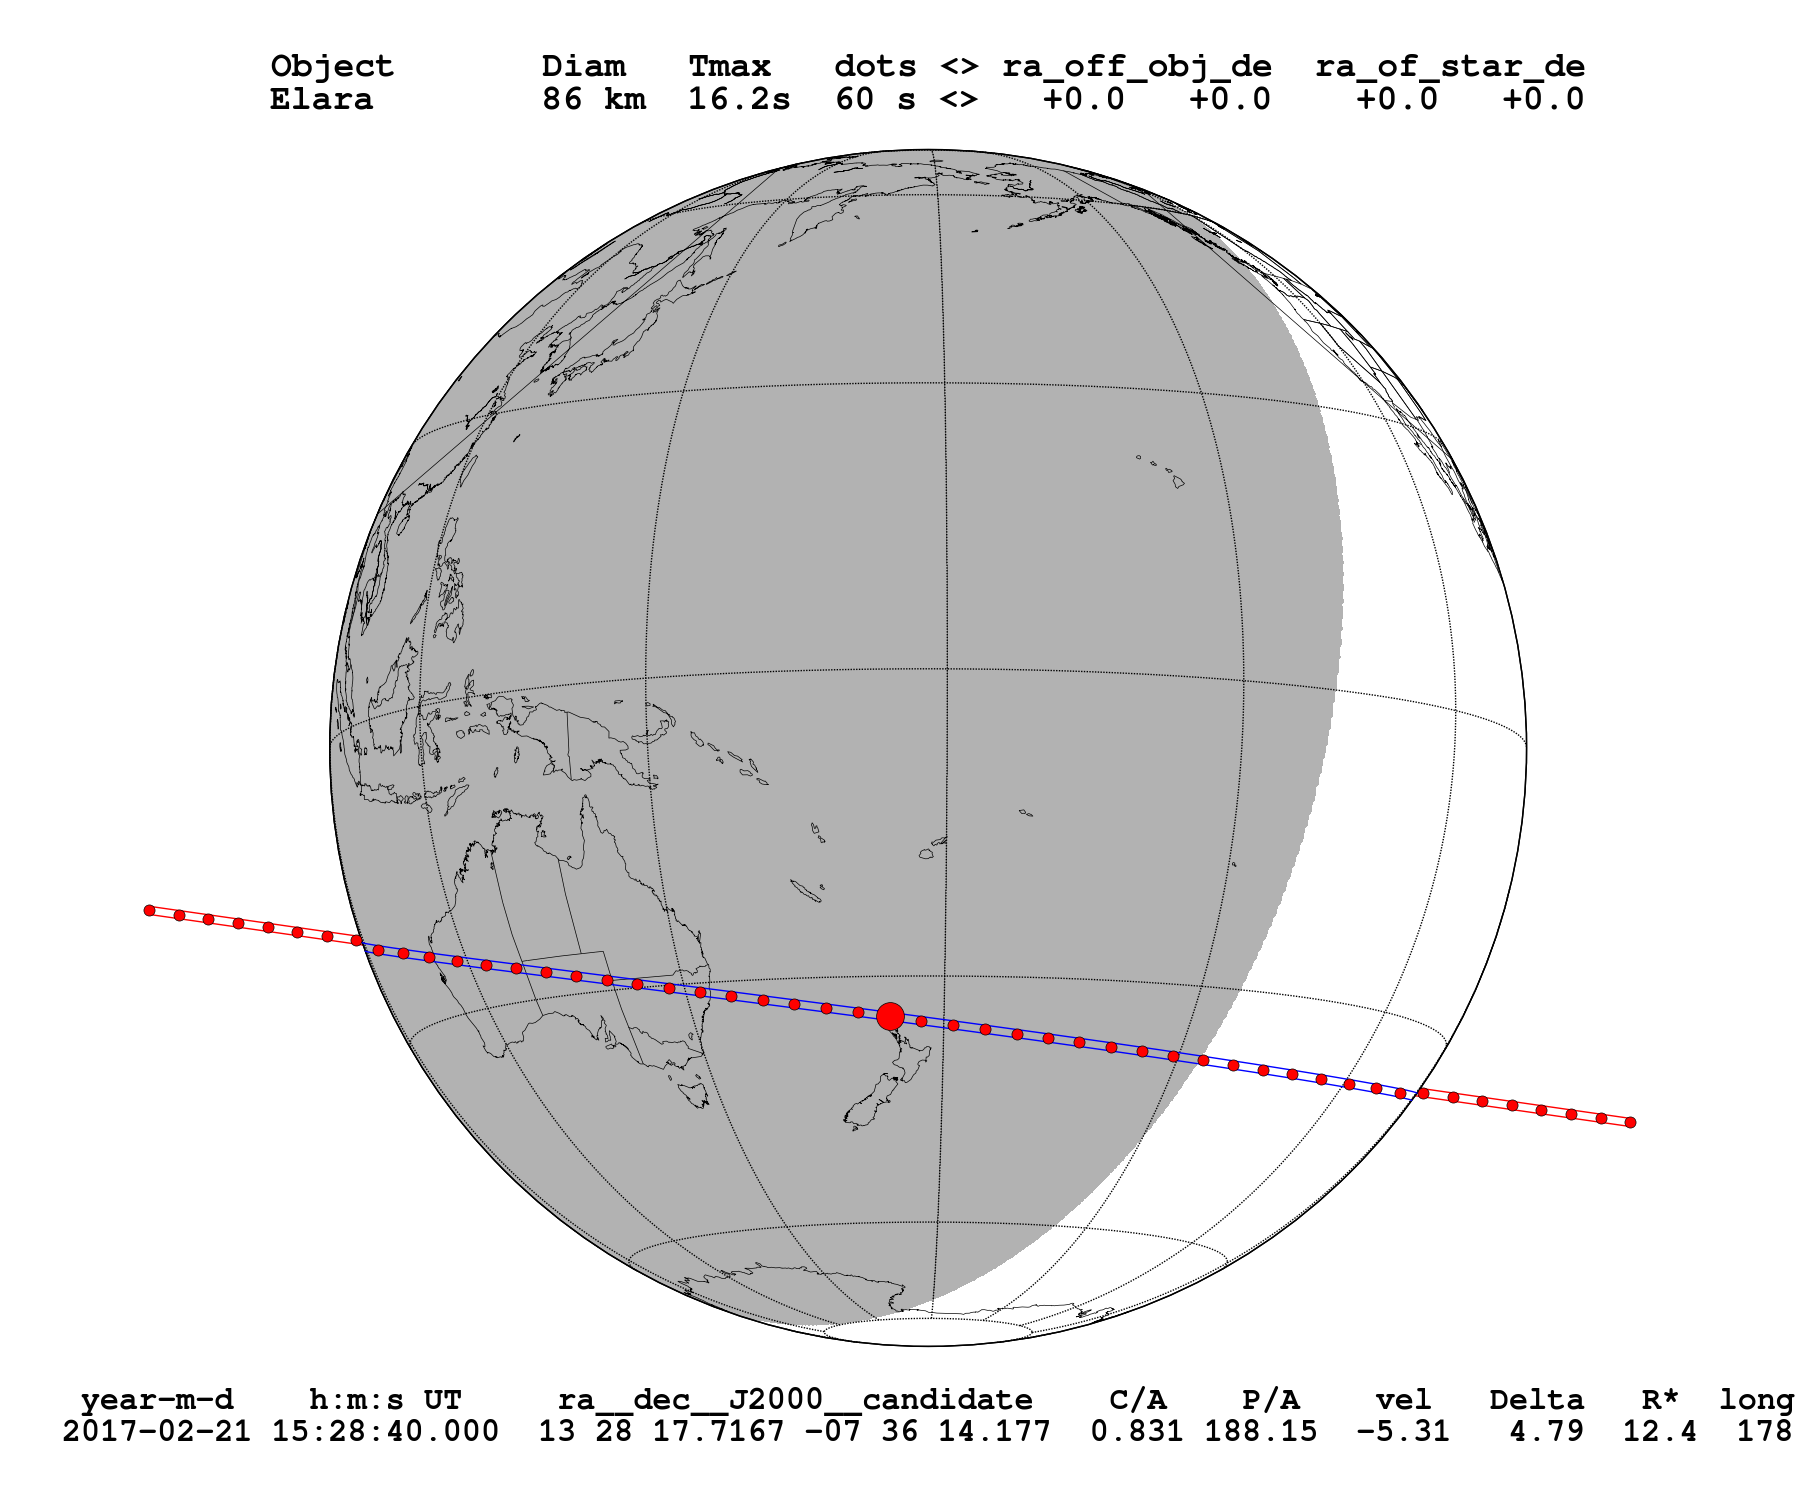 Object Diam Tmax dots <> ra_off_obj_de ra_of_star_de
Elara 86 km 16.2s 60 s <> +0.0 +0.0 +0.0 +0.0
year-m-d h:m:s UT ra__dec__J2000__candidate C/A P/A vel Delta R* long
2017-02-21 15:28:40.000 13 28 17.7167 -07 36 14.177 0.831 188.15 -5.31 4.79 12.4 178